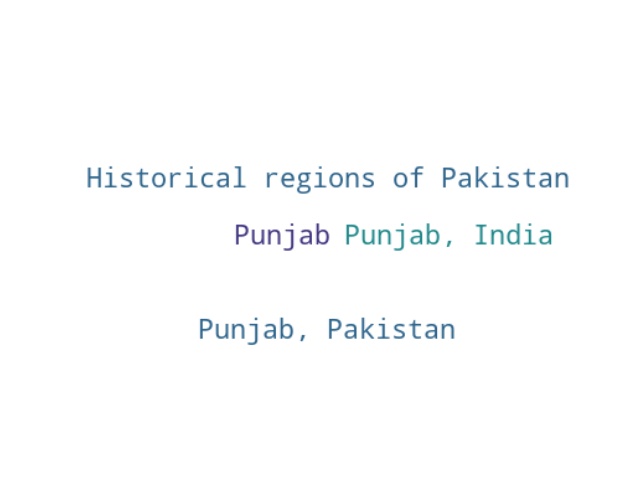 Historical regions of Pakistan
Punjab Punjab, India
Punjab, Pakistan